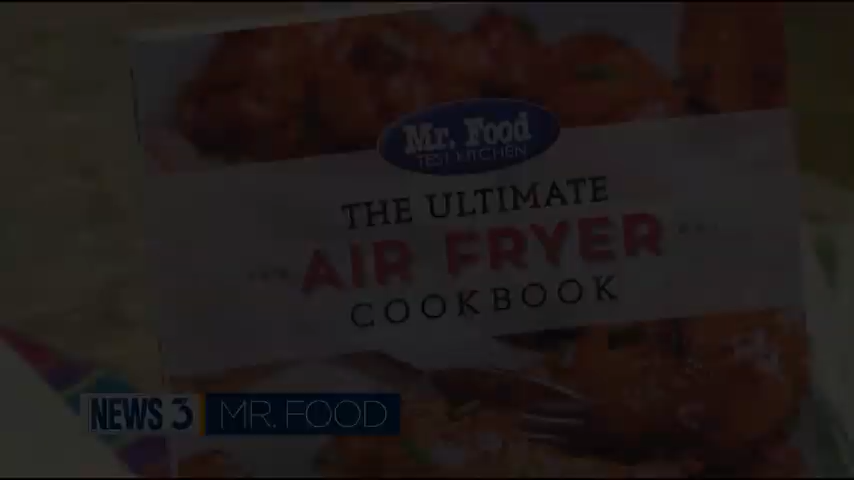 Mr. Food
TEST KITCHEN
THE ULTIMATE
AIR FRYER
COOKBOOK
NEWS 3 MR. FOOD